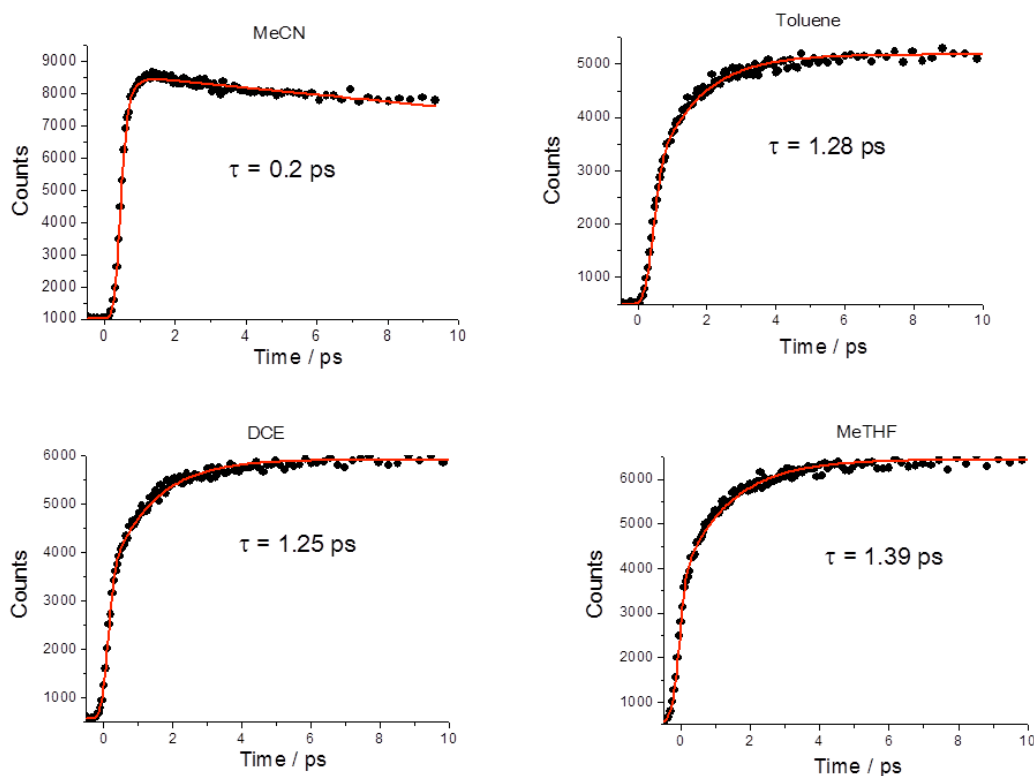 MeCN
9000
8000
7000
6000
5000
4000
3000
2000
1000
Counts
τ = 0.2 ps
0 2 4 6 8 10
Time / ps
Toluene
5000
4000
3000
2000
1000
Counts
τ = 1.28 ps
0 2 4 6 8 10
Time / ps
DCE
6000
5000
4000
3000
2000
1000
Counts
τ = 1.25 ps
0 2 4 6 8 10
Time / ps
MeTHF
6000
5000
4000
3000
2000
1000
Counts
τ = 1.39 ps
0 2 4 6 8 10
Time / ps